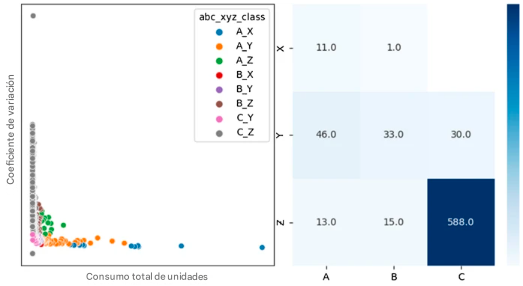 abc_xyz_class
A_X
A_Y
A_Z
B_X
B_Y
B_Z
C_Y
C_Z
Coeficiente de variación
Consumo total de unidades
X
11.0 1.0
Y
46.0 33.0 30.0
Z
13.0 15.0 588.0
A B C